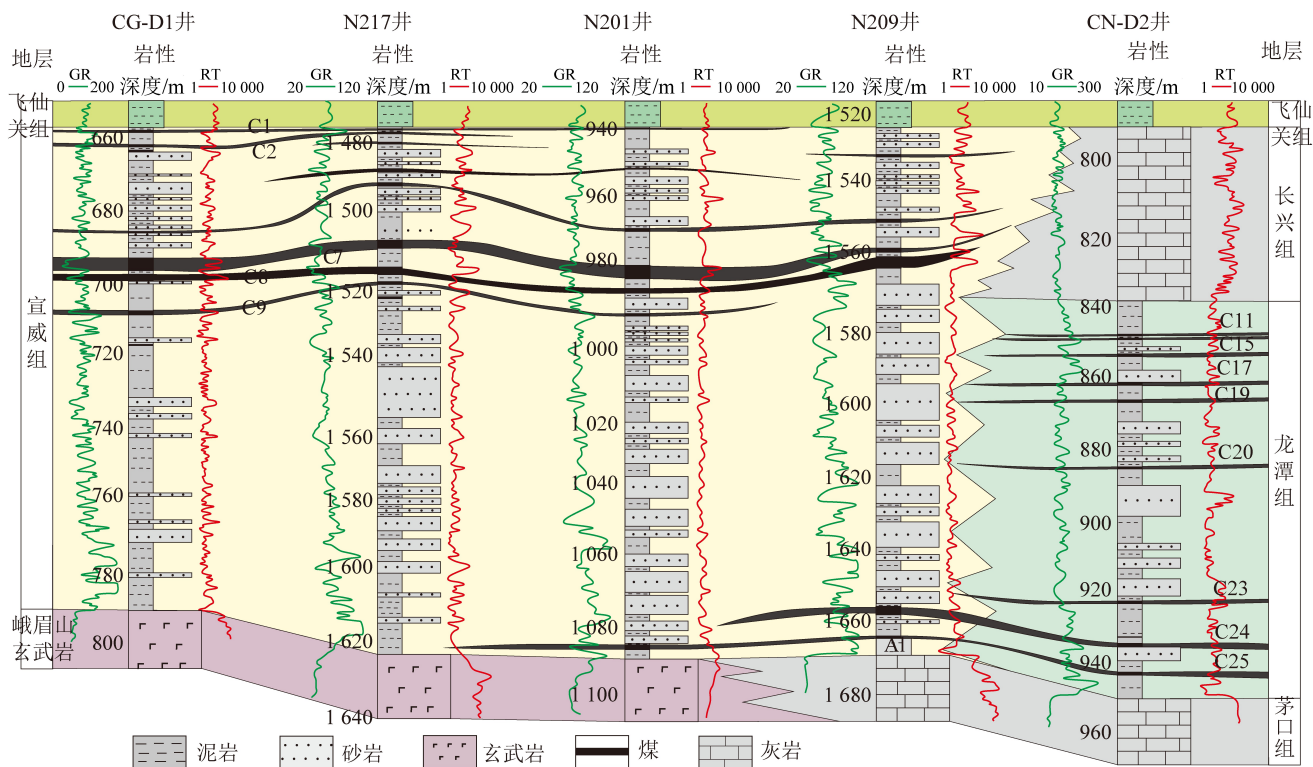 CG-D1井 N217井 N201井 N209井 CN-D2井
地层 岩性 岩性 岩性 岩性 岩性 地层
GR RT GR RT GR RT GR RT GR RT
0 200 深度/m 1 10 000 20 120 深度/m 1 10 000 20 120 深度/m 1 10 000 20 120 深度/m 1 10 000 10 300 深度/m 1 10 000
飞仙关组
宣威组
峨眉山玄武岩
660
680
700
720
740
760
780
800
C1
C2
C7
C8
C9
1 480
1 500
1 520
1 540
1 560
1 580
1 600
1 620
1 640
940
960
980
1 000
1 020
1 040
1 060
1 080
1 100
1 520
1 540
1 560
1 580
1 600
1 620
1 640
1 660
1 680
Al
800
820
840
860
880
900
920
940
960
C11
C15
C17
C19
C20
C23
C24
C25
飞仙关组
长兴组
龙潭组
茅口组
泥岩 砂岩 玄武岩 煤 灰岩